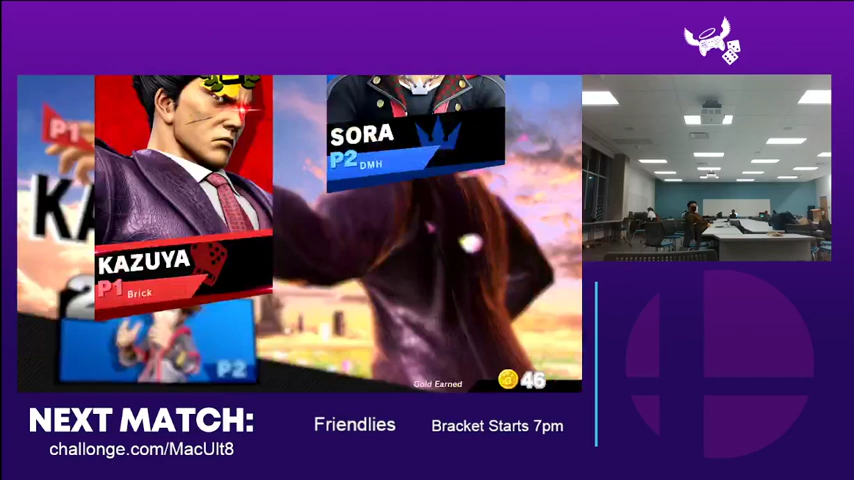 P1
KA
KAZUYA
P1 Brick
SORA
P2 DMH
P2
Gold Earned
46
NEXT MATCH:
challonge.com/MacUlt8
Friendlies
Bracket Starts 7pm